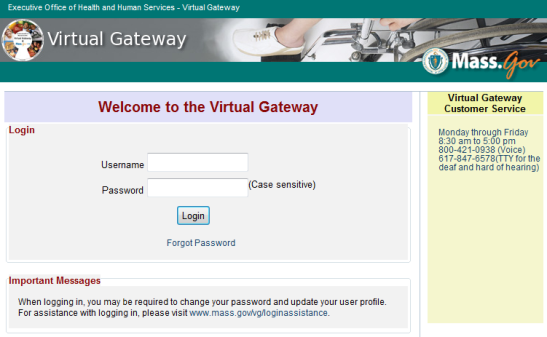 Executive Office of Health and Human Services - Virtual Gateway
Virtual Gateway
Mass.Gov
Welcome to the Virtual Gateway
Login
Username
Password
(Case sensitive)
Login
Forgot Password
Important Messages
When logging in, you may be required to change your password and update your user profile.
For assistance with logging in, please visit www.mass.gov/vg/loginassistance.
Virtual Gateway
Customer Service
Monday through Friday
8:30 am to 5:00 pm
800-421-0938 (Voice)
617-847-6578(TTY for the
deaf and hard of hearing)